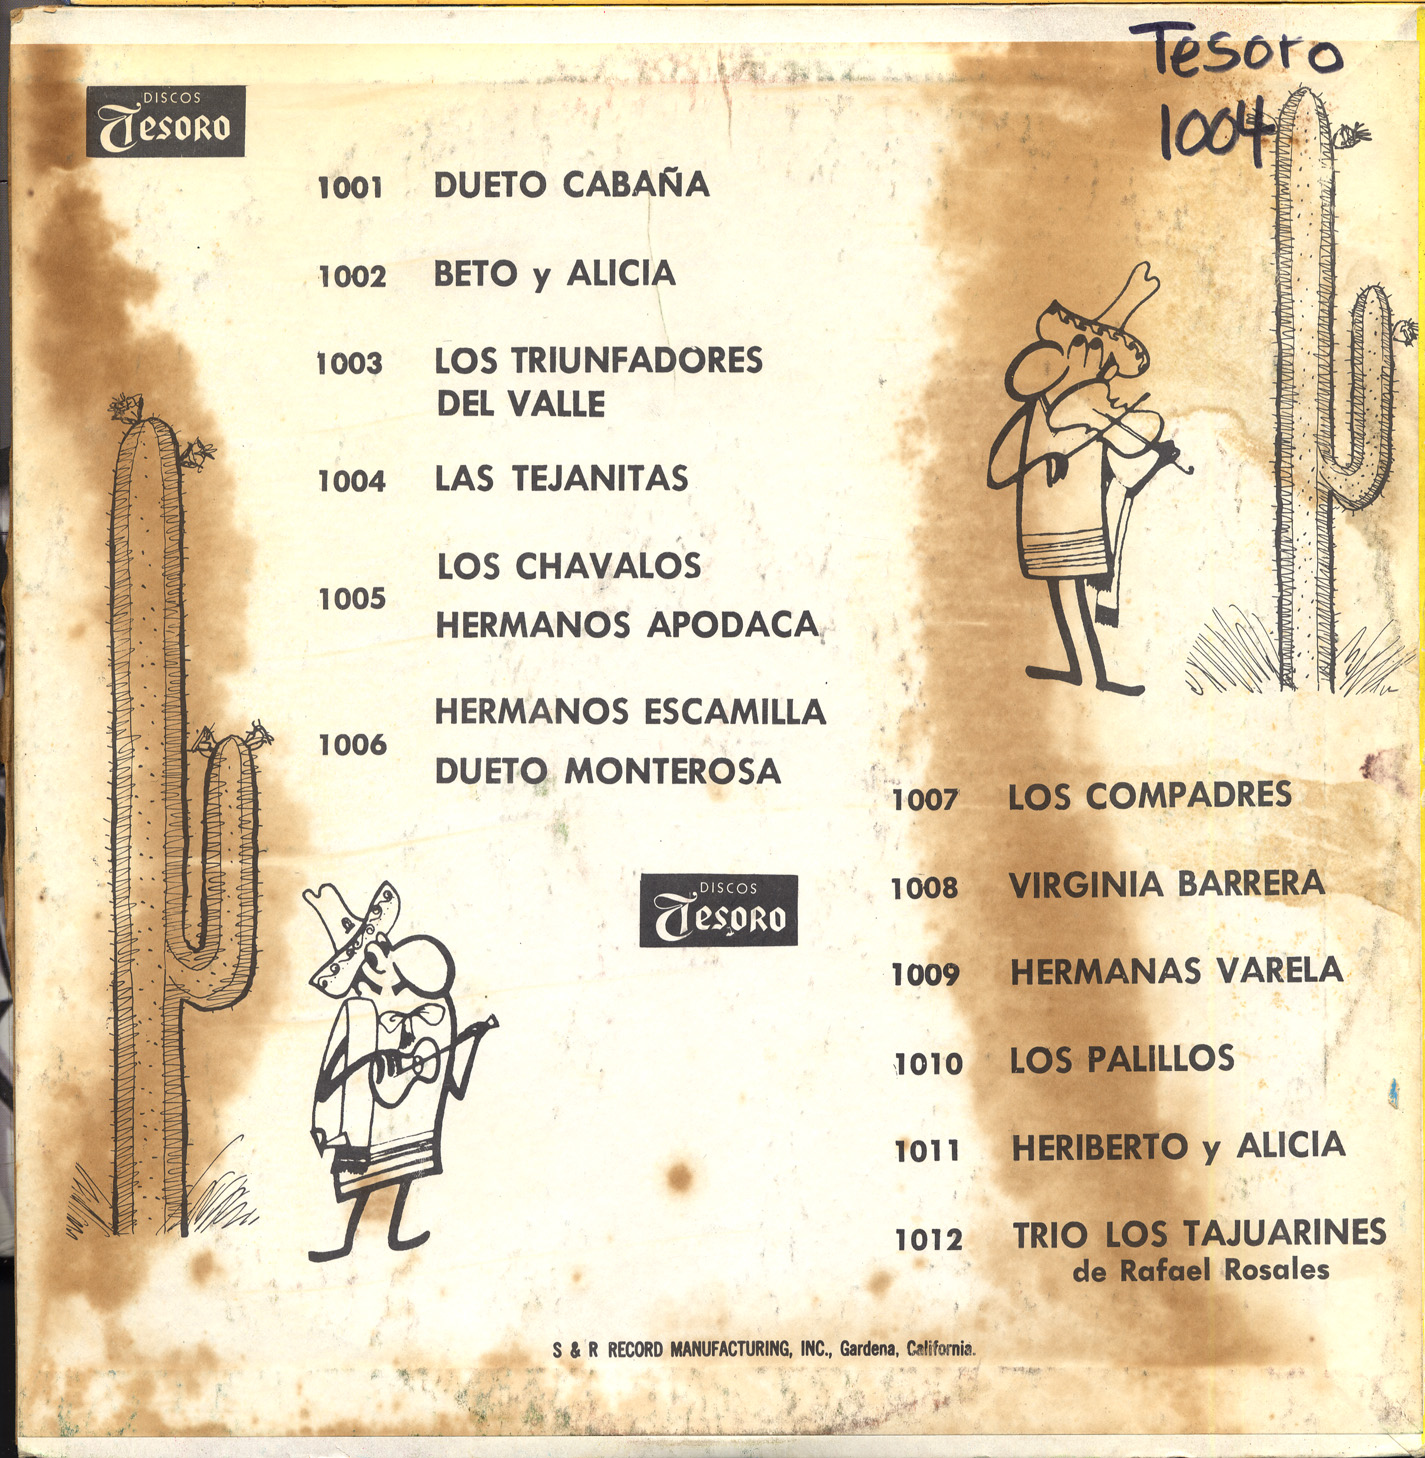 Tesoro
1004
DISCOS
Tesoro
1001 DUETO CABAÑA
1002 BETO y ALICIA
1003 LOS TRIUNFADORES
DEL VALLE
1004 LAS TEJANITAS
LOS CHAVALOS
1005
HERMANOS APODACA
HERMANOS ESCAMILLA
1006
DUETO MONTEROSA
1007 LOS COMPADRES
DISCOS
Tesoro
1008 VIRGINIA BARRERA
1009 HERMANAS VARELA
1010 LOS PALILLOS
1011 HERIBERTO y ALICIA
1012 TRIO LOS TAJUARINES
de Rafael Rosales
S & R RECORD MANUFACTURING, INC., Gardena, California.